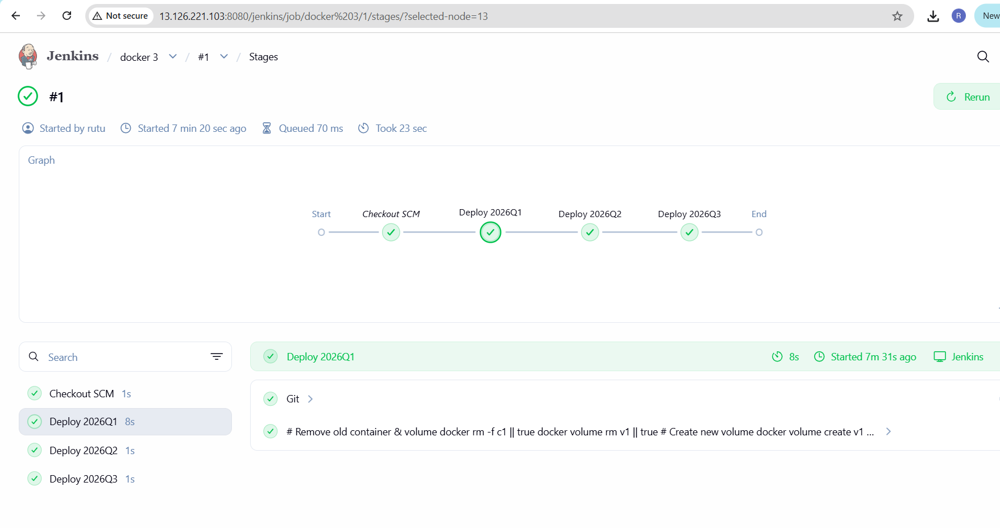 Not secure 13.126.221.103:8080/jenkins/job/docker%203/1/stages/?selected-node=13 R New
Jenkins / docker 3 / #1 / Stages
#1 Rerun
Started by rutu Started 7 min 20 sec ago Queued 70 ms Took 23 sec
Graph
Start Checkout SCM Deploy 2026Q1 Deploy 2026Q2 Deploy 2026Q3 End
Search
Deploy 2026Q1 8s Started 7m 31s ago Jenkins
Checkout SCM 1s
Deploy 2026Q1 8s
Deploy 2026Q2 1s
Deploy 2026Q3 1s
Git
# Remove old container & volume docker rm -f c1 || true docker volume rm v1 || true # Create new volume docker volume create v1 ...